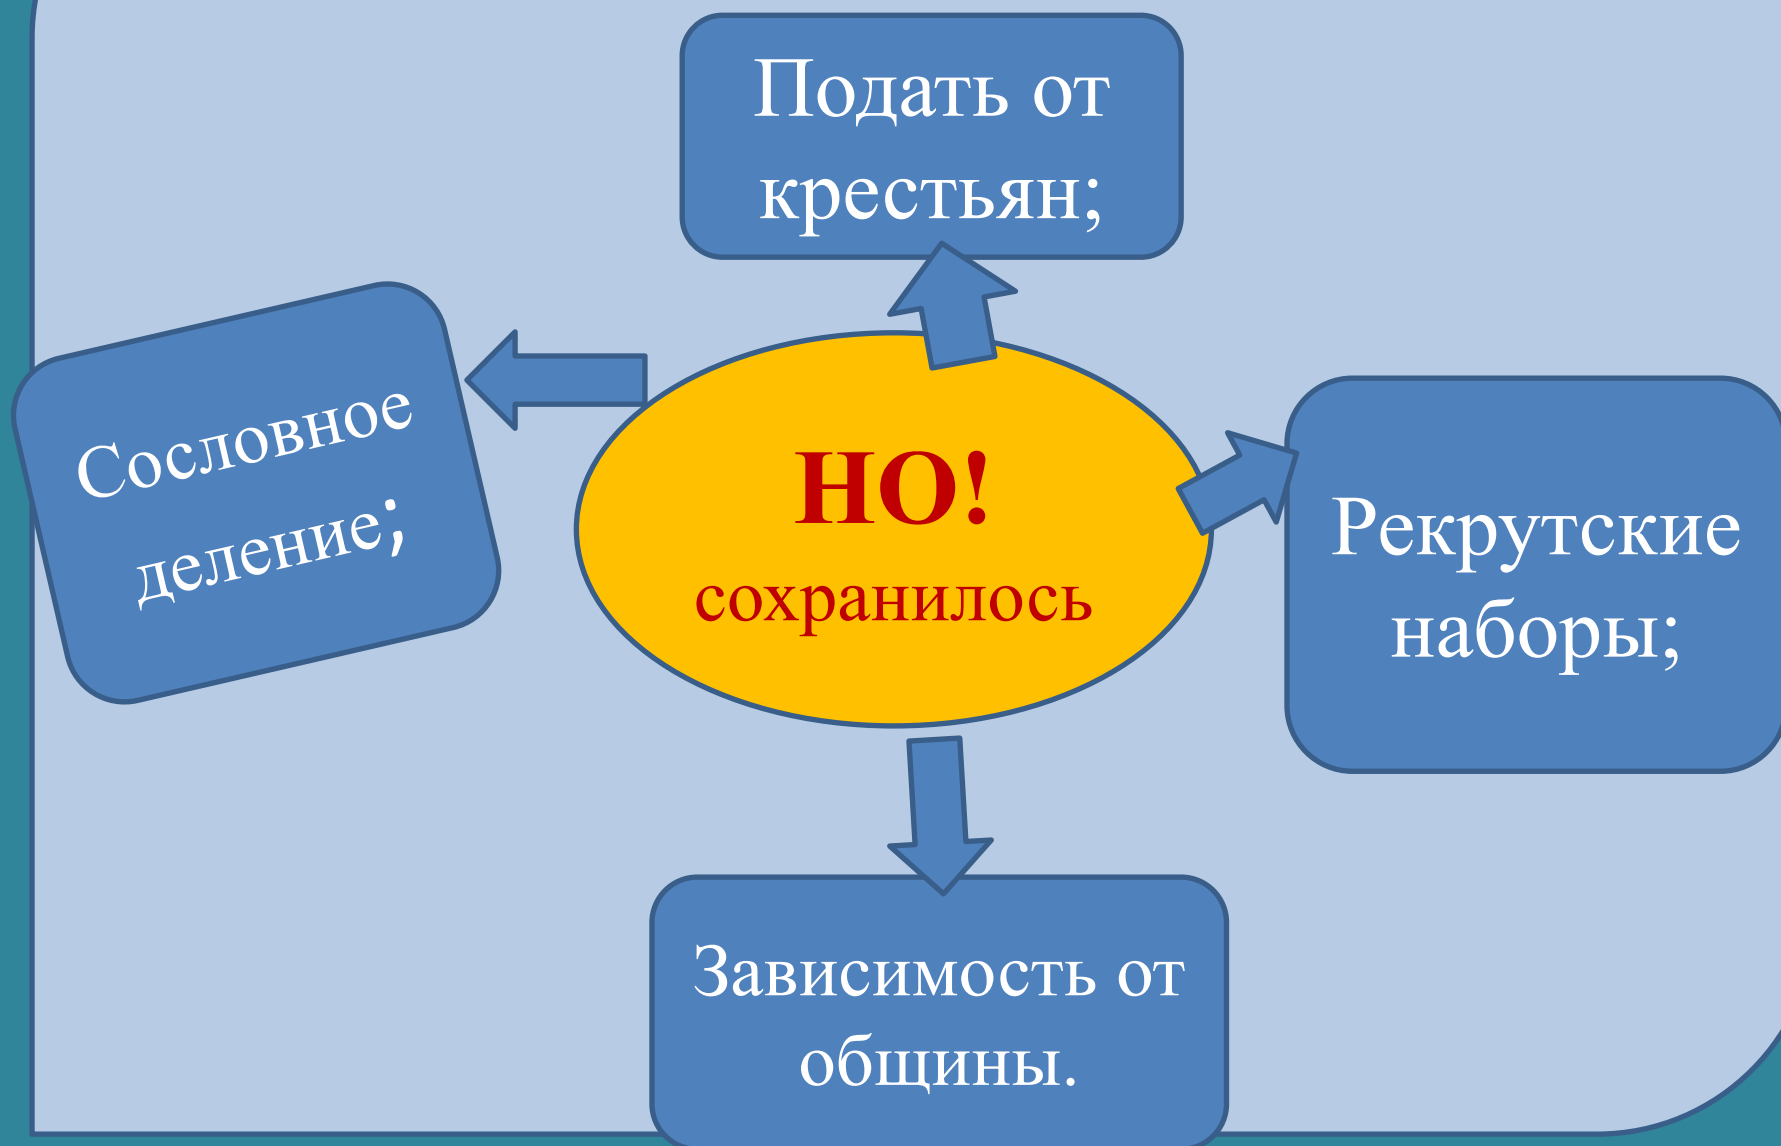 Подать от
крестьян;
Сословное
деление;
НО!
сохранилось
Рекрутские
наборы;
Зависимость от
общины.